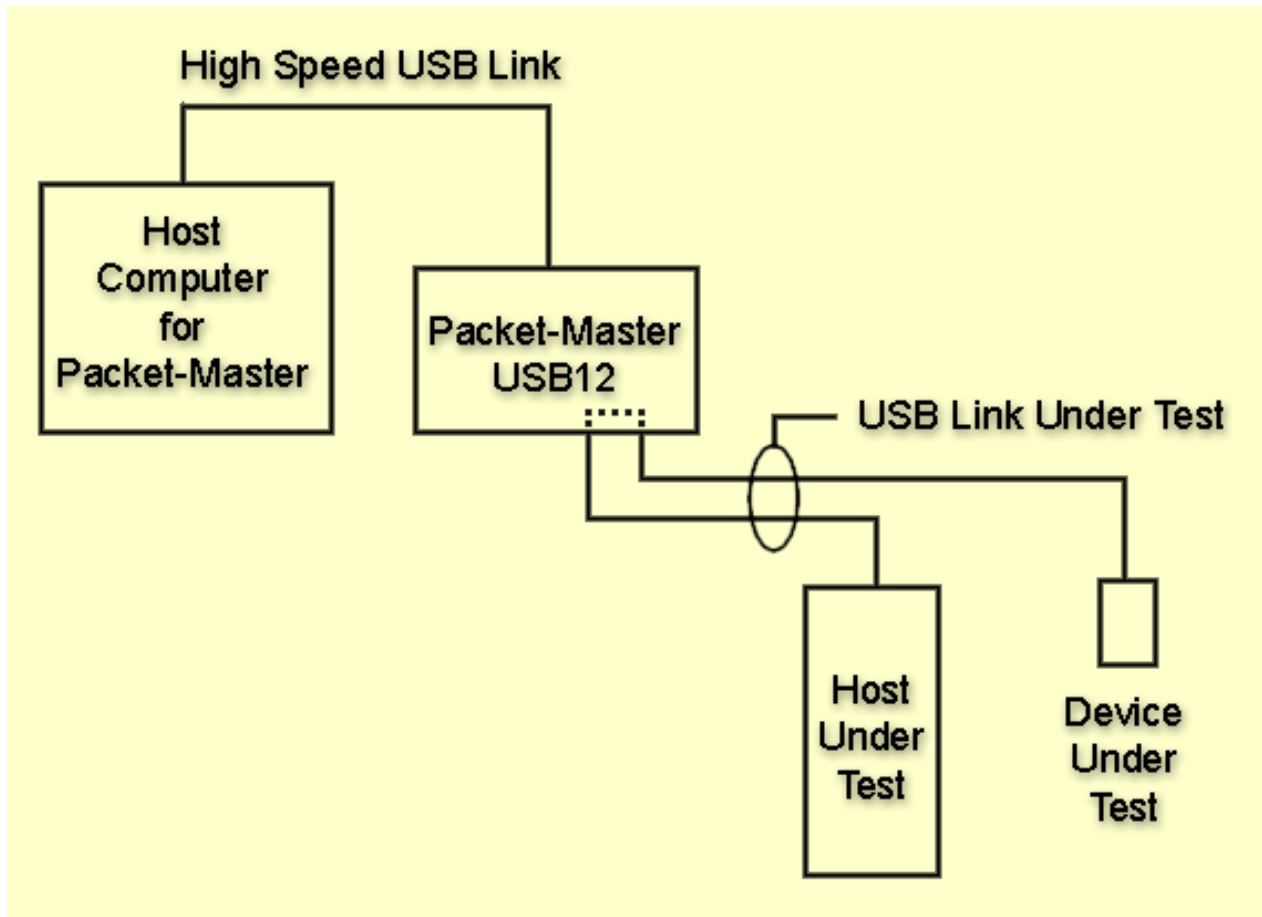 High Speed USB Link
Host
Computer
for
Packet-Master
Packet-Master
USB12
USB Link Under Test
Host
Under
Test
Device
Under
Test